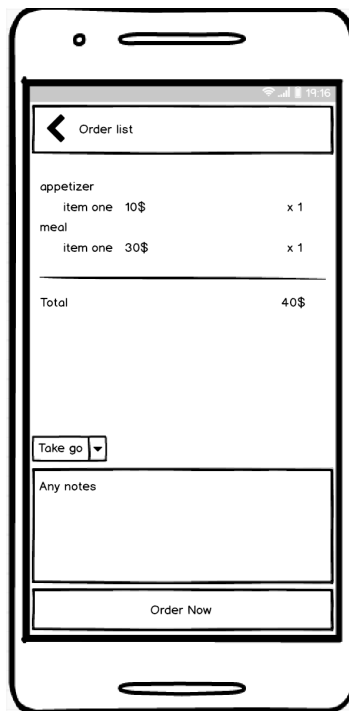 19:16
Order list
appetizer
item one 10$ x 1
meal
item one 30$ x 1
Total 40$
Take go
Any notes
Order Now